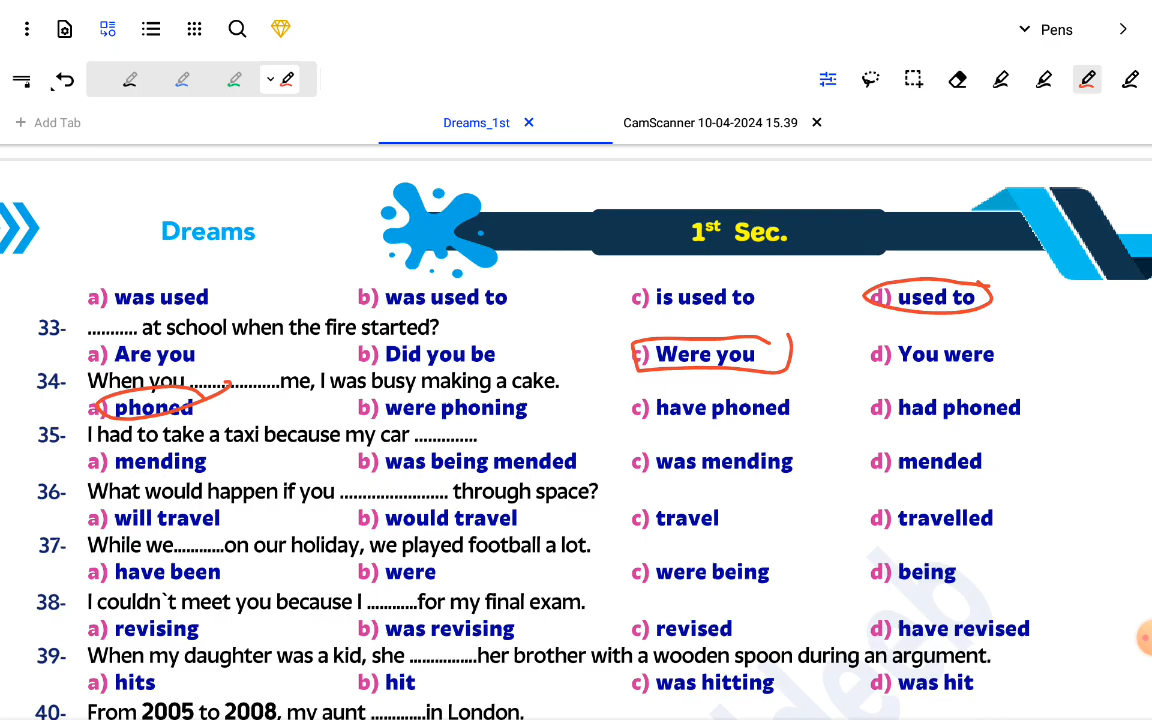 Pens
+ Add Tab
Dreams_1st
CamScanner 10-04-2024 15.39
Dreams
1st Sec.
a) was used b) was used to c) is used to d) used to
33- ........... at school when the fire started?
a) Are you b) Did you be c) Were you d) You were
34- When you ....................me, I was busy making a cake.
a) phoned b) were phoning c) have phoned d) had phoned
35- I had to take a taxi because my car ..............
a) mending b) was being mended c) was mending d) mended
36- What would happen if you ........................ through space?
a) will travel b) would travel c) travel d) travelled
37- While we............on our holiday, we played football a lot.
a) have been b) were c) were being d) being
38- I couldn`t meet you because I ............for my final exam.
a) revising b) was revising c) revised d) have revised
39- When my daughter was a kid, she ................her brother with a wooden spoon during an argument.
a) hits b) hit c) was hitting d) was hit
40- From 2005 to 2008, my aunt .............in London.